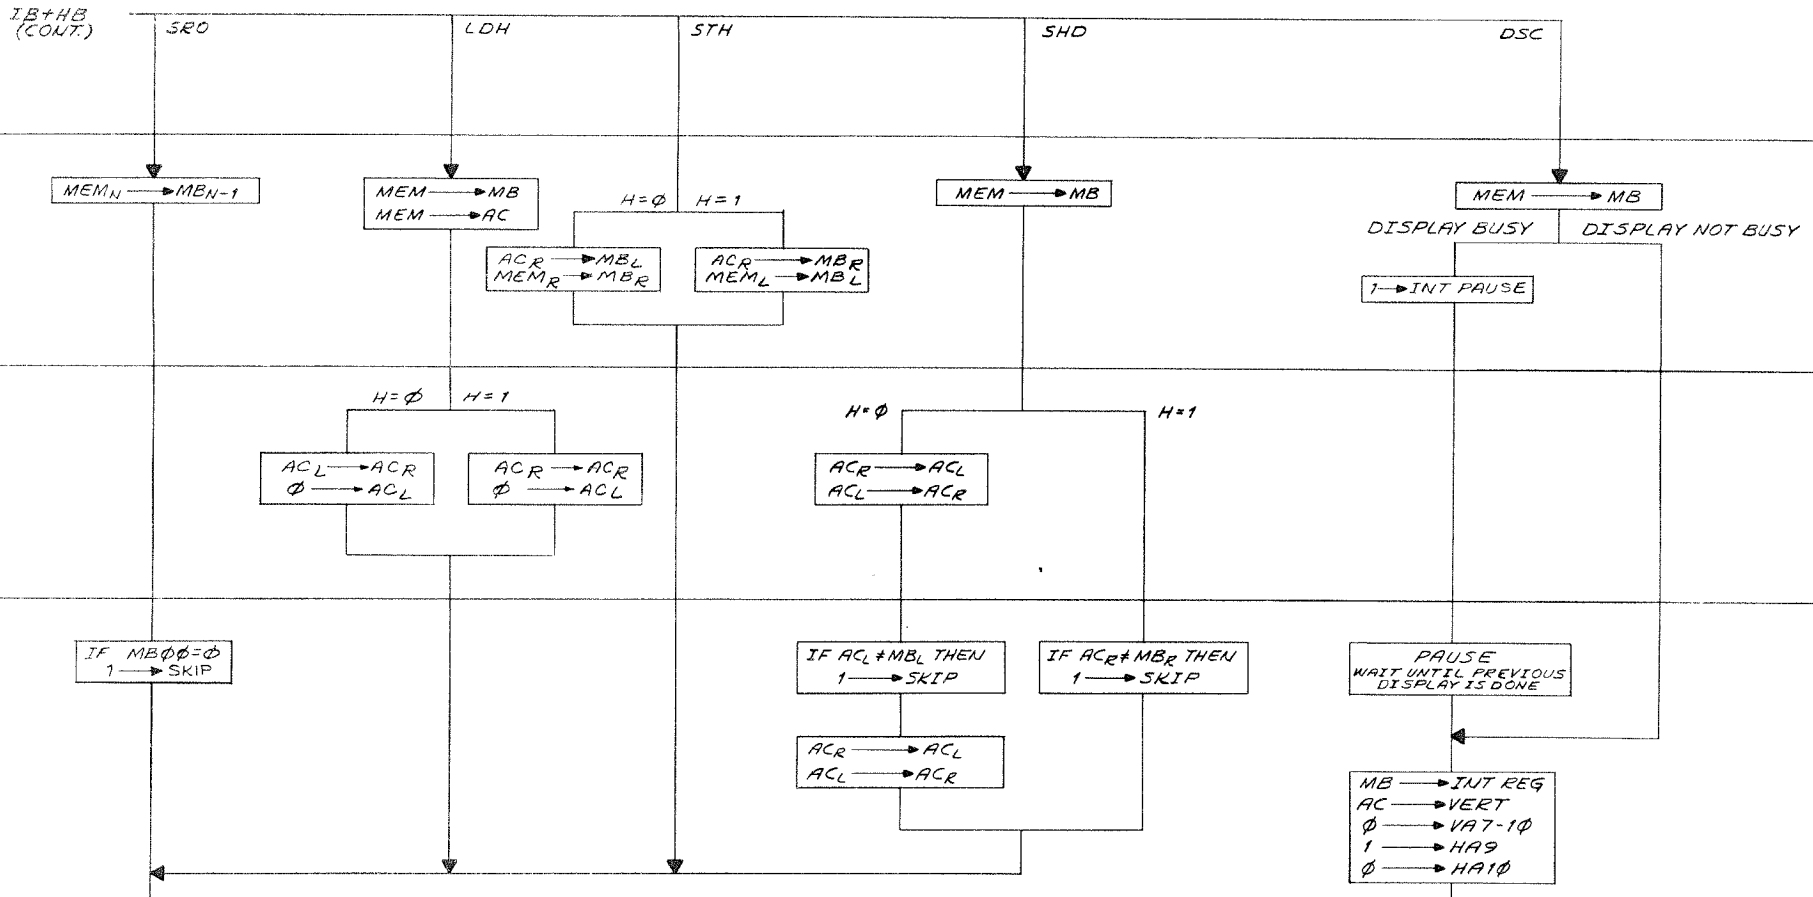 IB+HB
(CONT.)
SRO
LDH
STH
SHD
DSC
MEMN → MBN-1
MEM → MB
MEM → AC
H=Ø H=1
ACR → MBL
MEMR → MBR
ACR → MBR
MEML → MBL
MEM → MB
MEM → MB
DISPLAY BUSY
DISPLAY NOT BUSY
1 → INT PAUSE
H=Ø H=1
ACL → ACR
Ø → ACL
ACR → ACR
Ø → ACL
H=Ø
H=1
ACR → ACL
ACL → ACR
IF MBØØ=Ø
1 → SKIP
IF ACL ≠ MBL THEN
1 → SKIP
IF ACR ≠ MBR THEN
1 → SKIP
PAUSE
WAIT UNTIL PREVIOUS
DISPLAY IS DONE
ACR → ACL
ACL → ACR
MB → INT REG
AC → VERT
Ø → VA7-1Ø
1 → HA9
Ø → HA1Ø